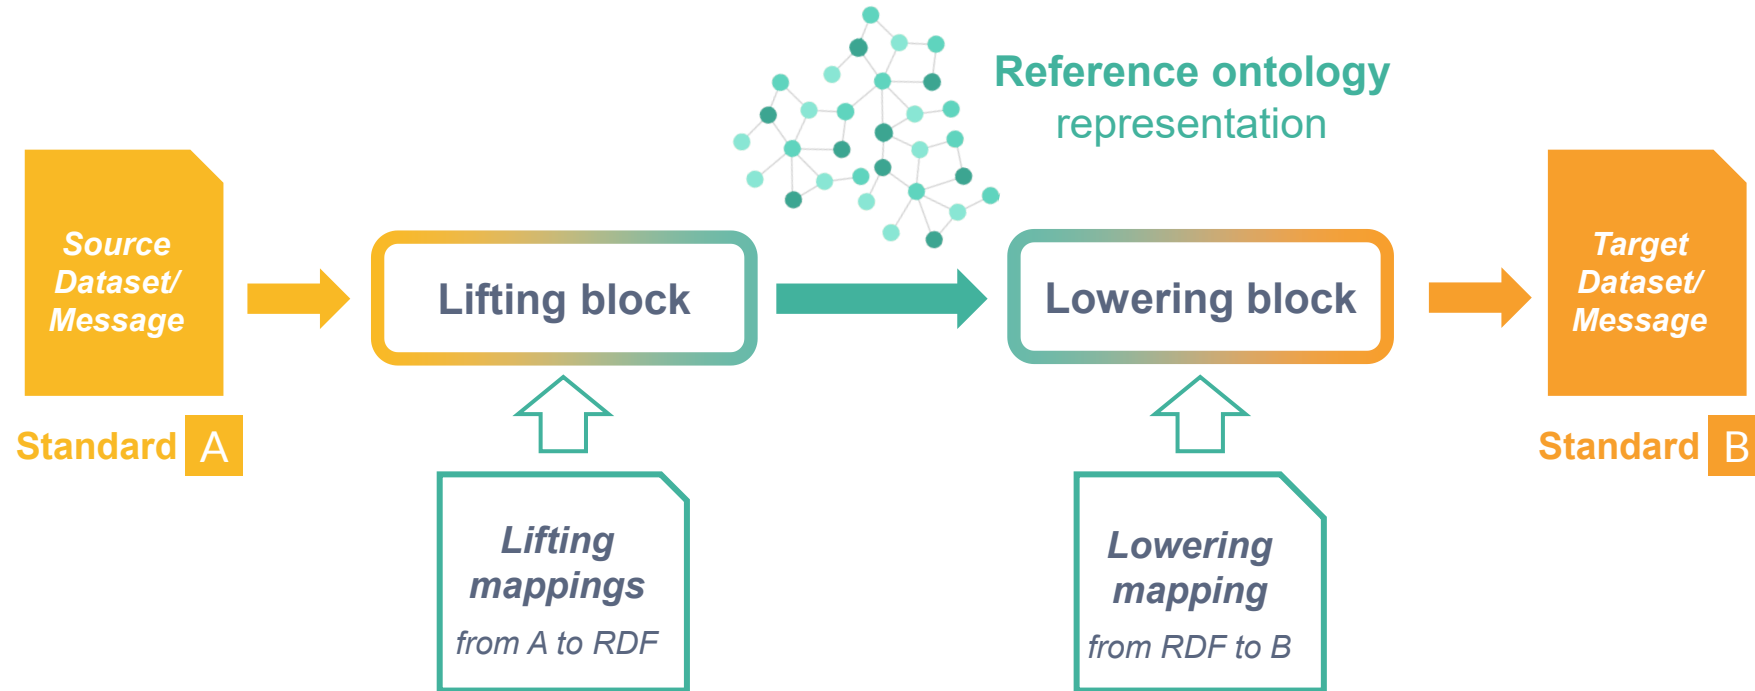 Reference ontology
representation
Source
Dataset/
Message
Standard A
Lifting block
Lowering block
Target
Dataset/
Message
Standard B
Lifting
mappings
from A to RDF
Lowering
mapping
from RDF to B